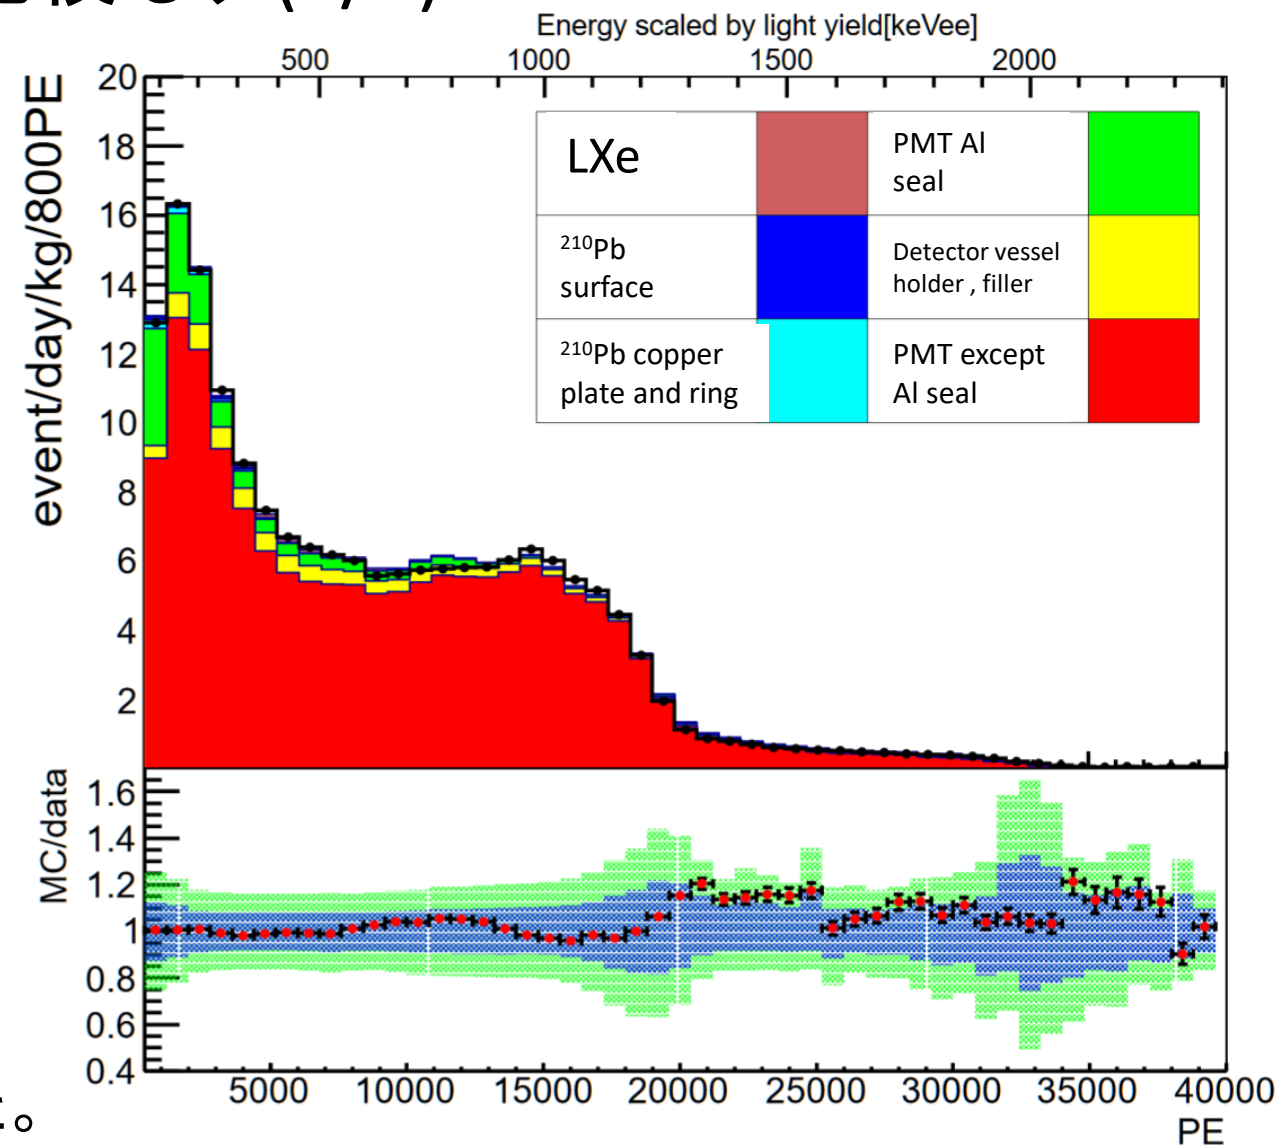 Energy scaled by light yield[keVee]
500 1000 1500 2000
event/day/kg/800PE
20
18
16
14
12
10
8
6
4
2
LXe
PMT Al
seal
²¹⁰Pb
surface
Detector vessel
holder , filler
²¹⁰Pb copper
plate and ring
PMT except
Al seal
MC/data
1.6
1.4
1.2
1
0.8
0.6
0.4
5000 10000 15000 20000 25000 30000 35000 40000
PE
。